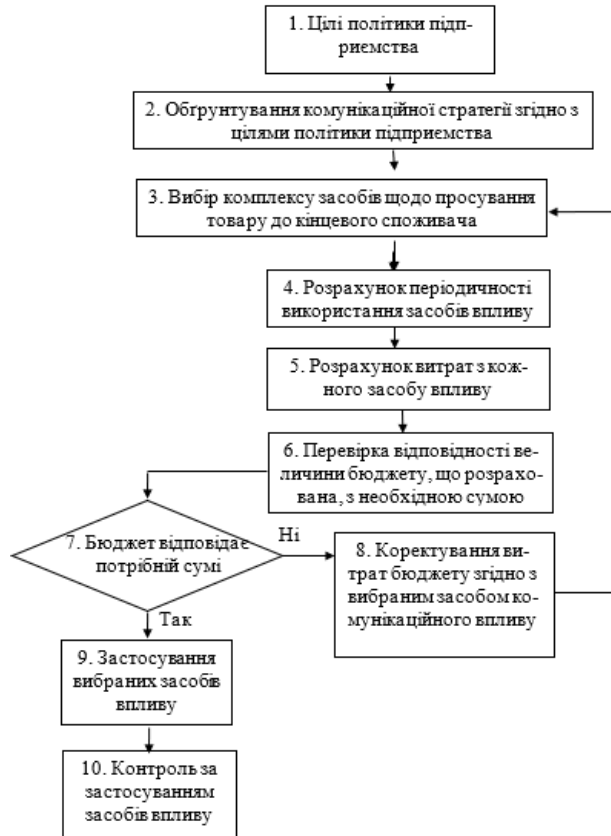 1. Цілі політики підп-
риємства
2. Обґрунтування комунікаційної стратегії згідно з
цілями політики підприємства
3. Вибір комплексу засобів щодо просування
товару до кінцевого споживача
4. Розрахунок періодичності
використання засобів впливу
5. Розрахунок витрат з кож-
ного засобу впливу
6. Перевірка відповідності ве-
личини бюджету, що розрахо-
вана, з необхідною сумою
7. Бюджет відповідає
потрібній сумі
Ні
8. Коректування ви-
трат бюджету згідно з
вибраним засобом ко-
мунікаційного впливу
Так
9. Застосування
вибраних засобів
впливу
10. Контроль за
застосуванням
засобів впливу